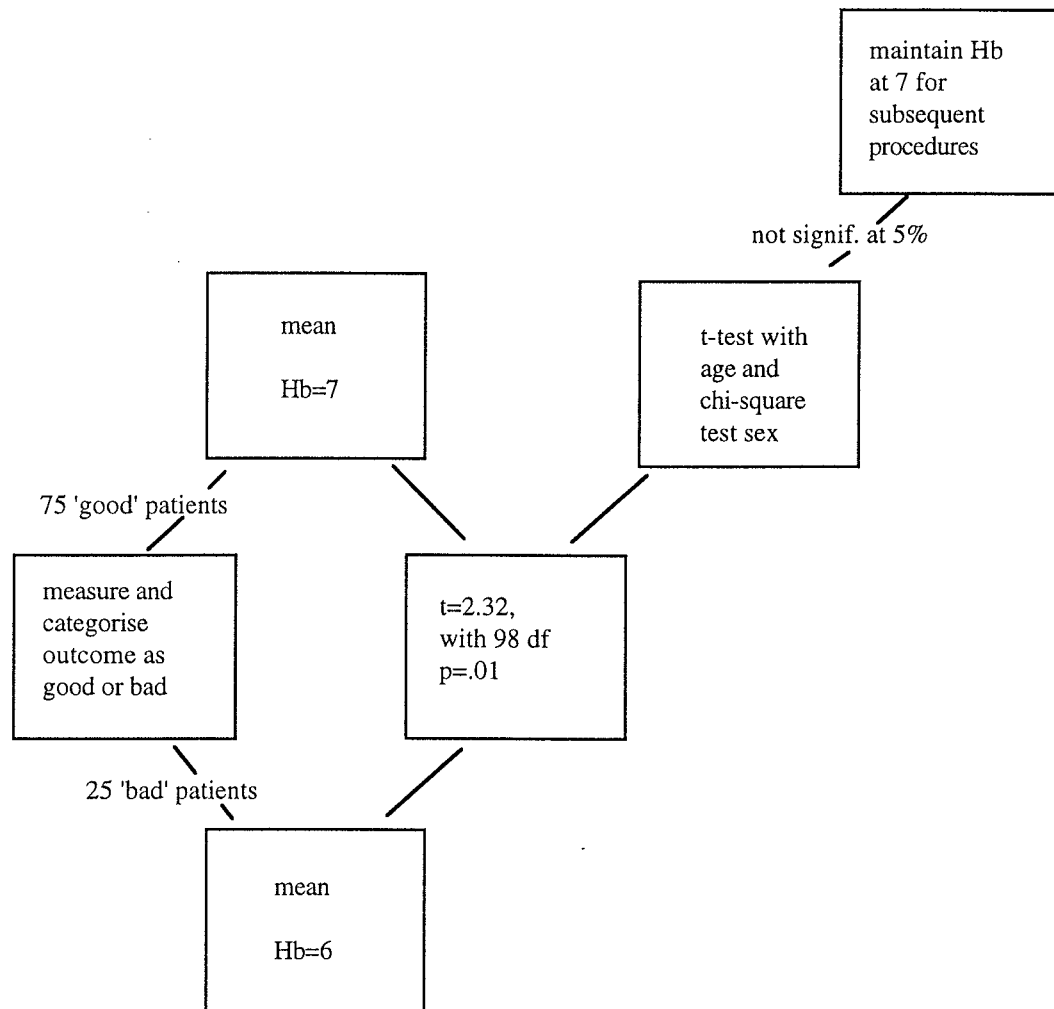 maintain Hb
at 7 for
subsequent
procedures
not signif. at 5%
mean
Hb=7
t-test with
age and
chi-square
test sex
75 'good' patients
measure and
categorise
outcome as
good or bad
t=2.32,
with 98 df
p=.01
25 'bad' patients
mean
Hb=6